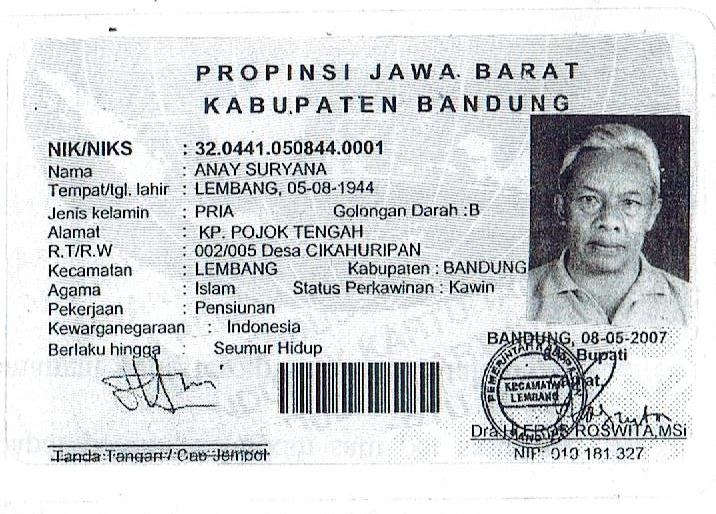 PROPINSI JAWA BARAT
KABUPATEN BANDUNG
NIK/NIKS : 32.0441.050844.0001
Nama : ANAY SURYANA
Tempat/tgl. lahir : LEMBANG, 05-08-1944
Jenis kelamin : PRIA Golongan Darah :B
Alamat : KP. POJOK TENGAH
R.T/R.W : 002/005 Desa CIKAHURIPAN
Kecamatan : LEMBANG Kabupaten : BANDUNG
Agama : Islam Status Perkawinan : Kawin
Pekerjaan : Pensiunan
Kewarganegaraan : Indonesia
Berlaku hingga : Seumur Hidup
BANDUNG, 08-05-2007
Bupati
PEMERINTAH KABUPATEN
KECAMATAN
LEMBANG
BANDUNG
ROSWITA,MSi
NIP: 010 181 327
Tanda Tangan / Cap Jempol